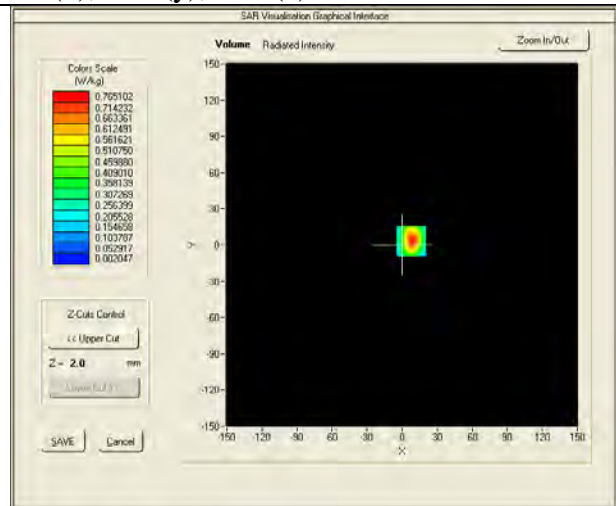 SAR Visualisation Graphical Interface
Volume Radiated Intensity
Zoom In/Out
Colors Scale
(W/kg)
0.765102
0.714232
0.663361
0.612491
0.561621
0.510750
0.459880
0.409010
0.358139
0.307269
0.256399
0.205528
0.154658
0.103787
0.052917
0.002047
150
120
90
60
30
0
-30
-60
-90
-120
-150
Y
-150 -120 -90 -60 -30 0 30 60 90 120 150
X
Z-Cuts Control
<< Upper Cut
Z = 2.0 mm
SAVE Cancel